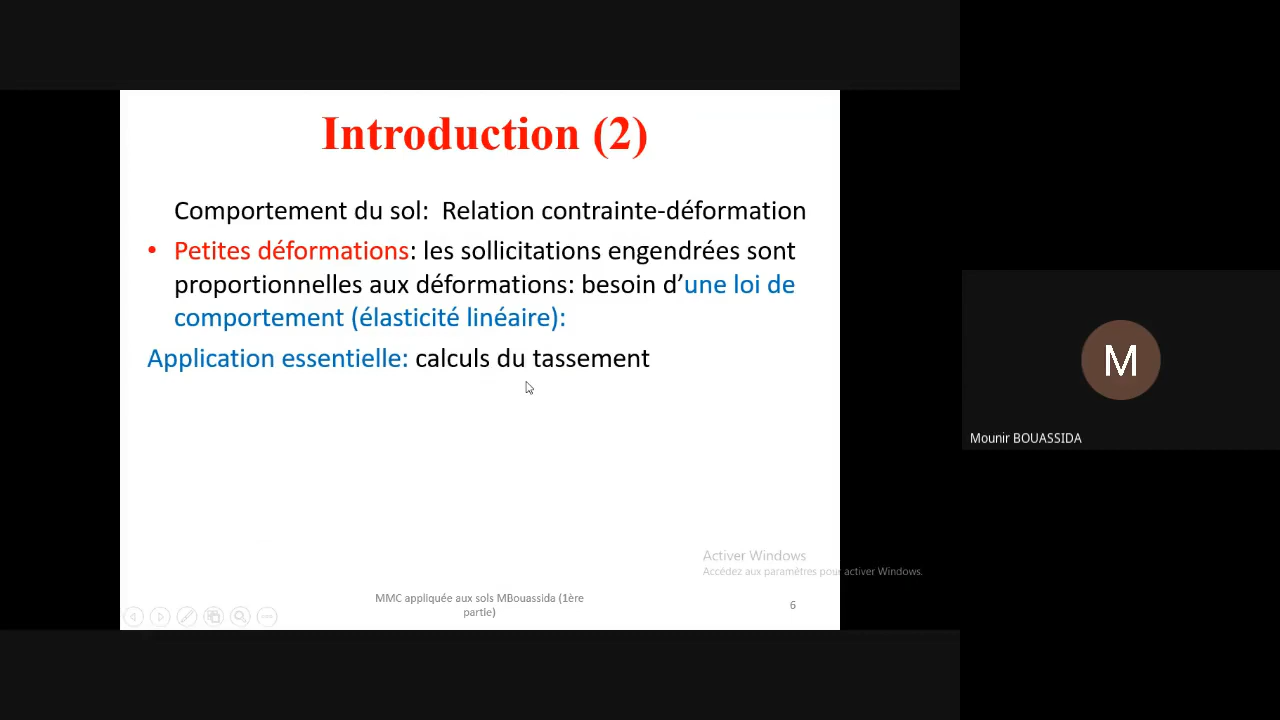 Introduction (2)
Comportement du sol: Relation contrainte-déformation
• Petites déformations: les sollicitations engendrées sont
proportionnelles aux déformations: besoin d’une loi de
comportement (élasticité linéaire):
Application essentielle: calculs du tassement
M
Mounir BOUASSIDA
Activer Windows
Accédez aux paramètres pour activer Windows.
MMC appliquée aux sols MBouassida (1ère
partie)
6